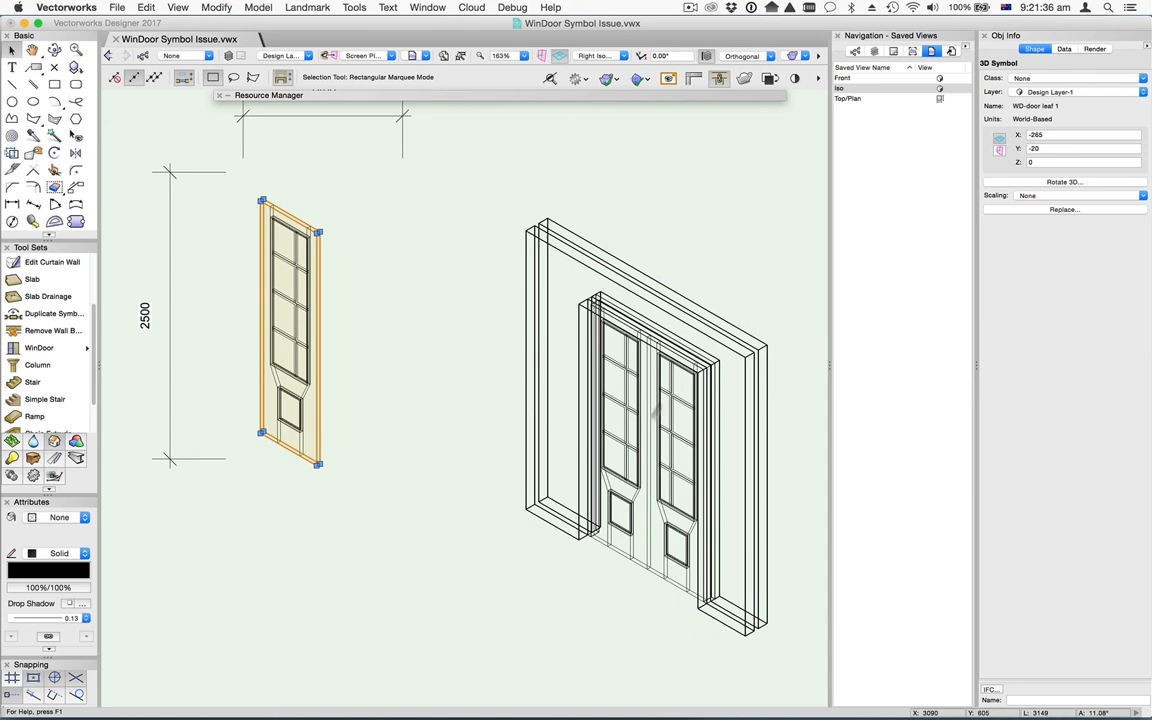 Vectorworks File Edit View Modify Model Landmark Tools Text Window Cloud Debug Help 100% 9:21:36 am
Vectorworks Designer 2017 WinDoor Symbol Issue.vwx
Basic
WinDoor Symbol Issue.vwx
None Design La... Screen Pl... 163% Right Iso... 0.00° Orthogonal
Selection Tool: Rectangular Marquee Mode
Resource Manager
2500
Tool Sets
Edit Curtain Wall
Slab
Slab Drainage
Duplicate Symb...
Remove Wall B...
WinDoor
Column
Stair
Simple Stair
Ramp
Attributes
None
Solid
100%/100%
Drop Shadow
...
0.13
Snapping
For Help, press F1
Navigation - Saved Views
Saved View Name View
Front
Iso
Top/Plan
Obj Info
Shape Data Render
3D Symbol
Class: None
Layer: Design Layer-1
Name: WD-door leaf 1
Units: World-Based
X: -265
Y: -20
Z: 0
Rotate 3D...
Scaling: None
Replace...
IFC...
Name:
X: 3090 Y: 605 L: 3149 A: 11.08°